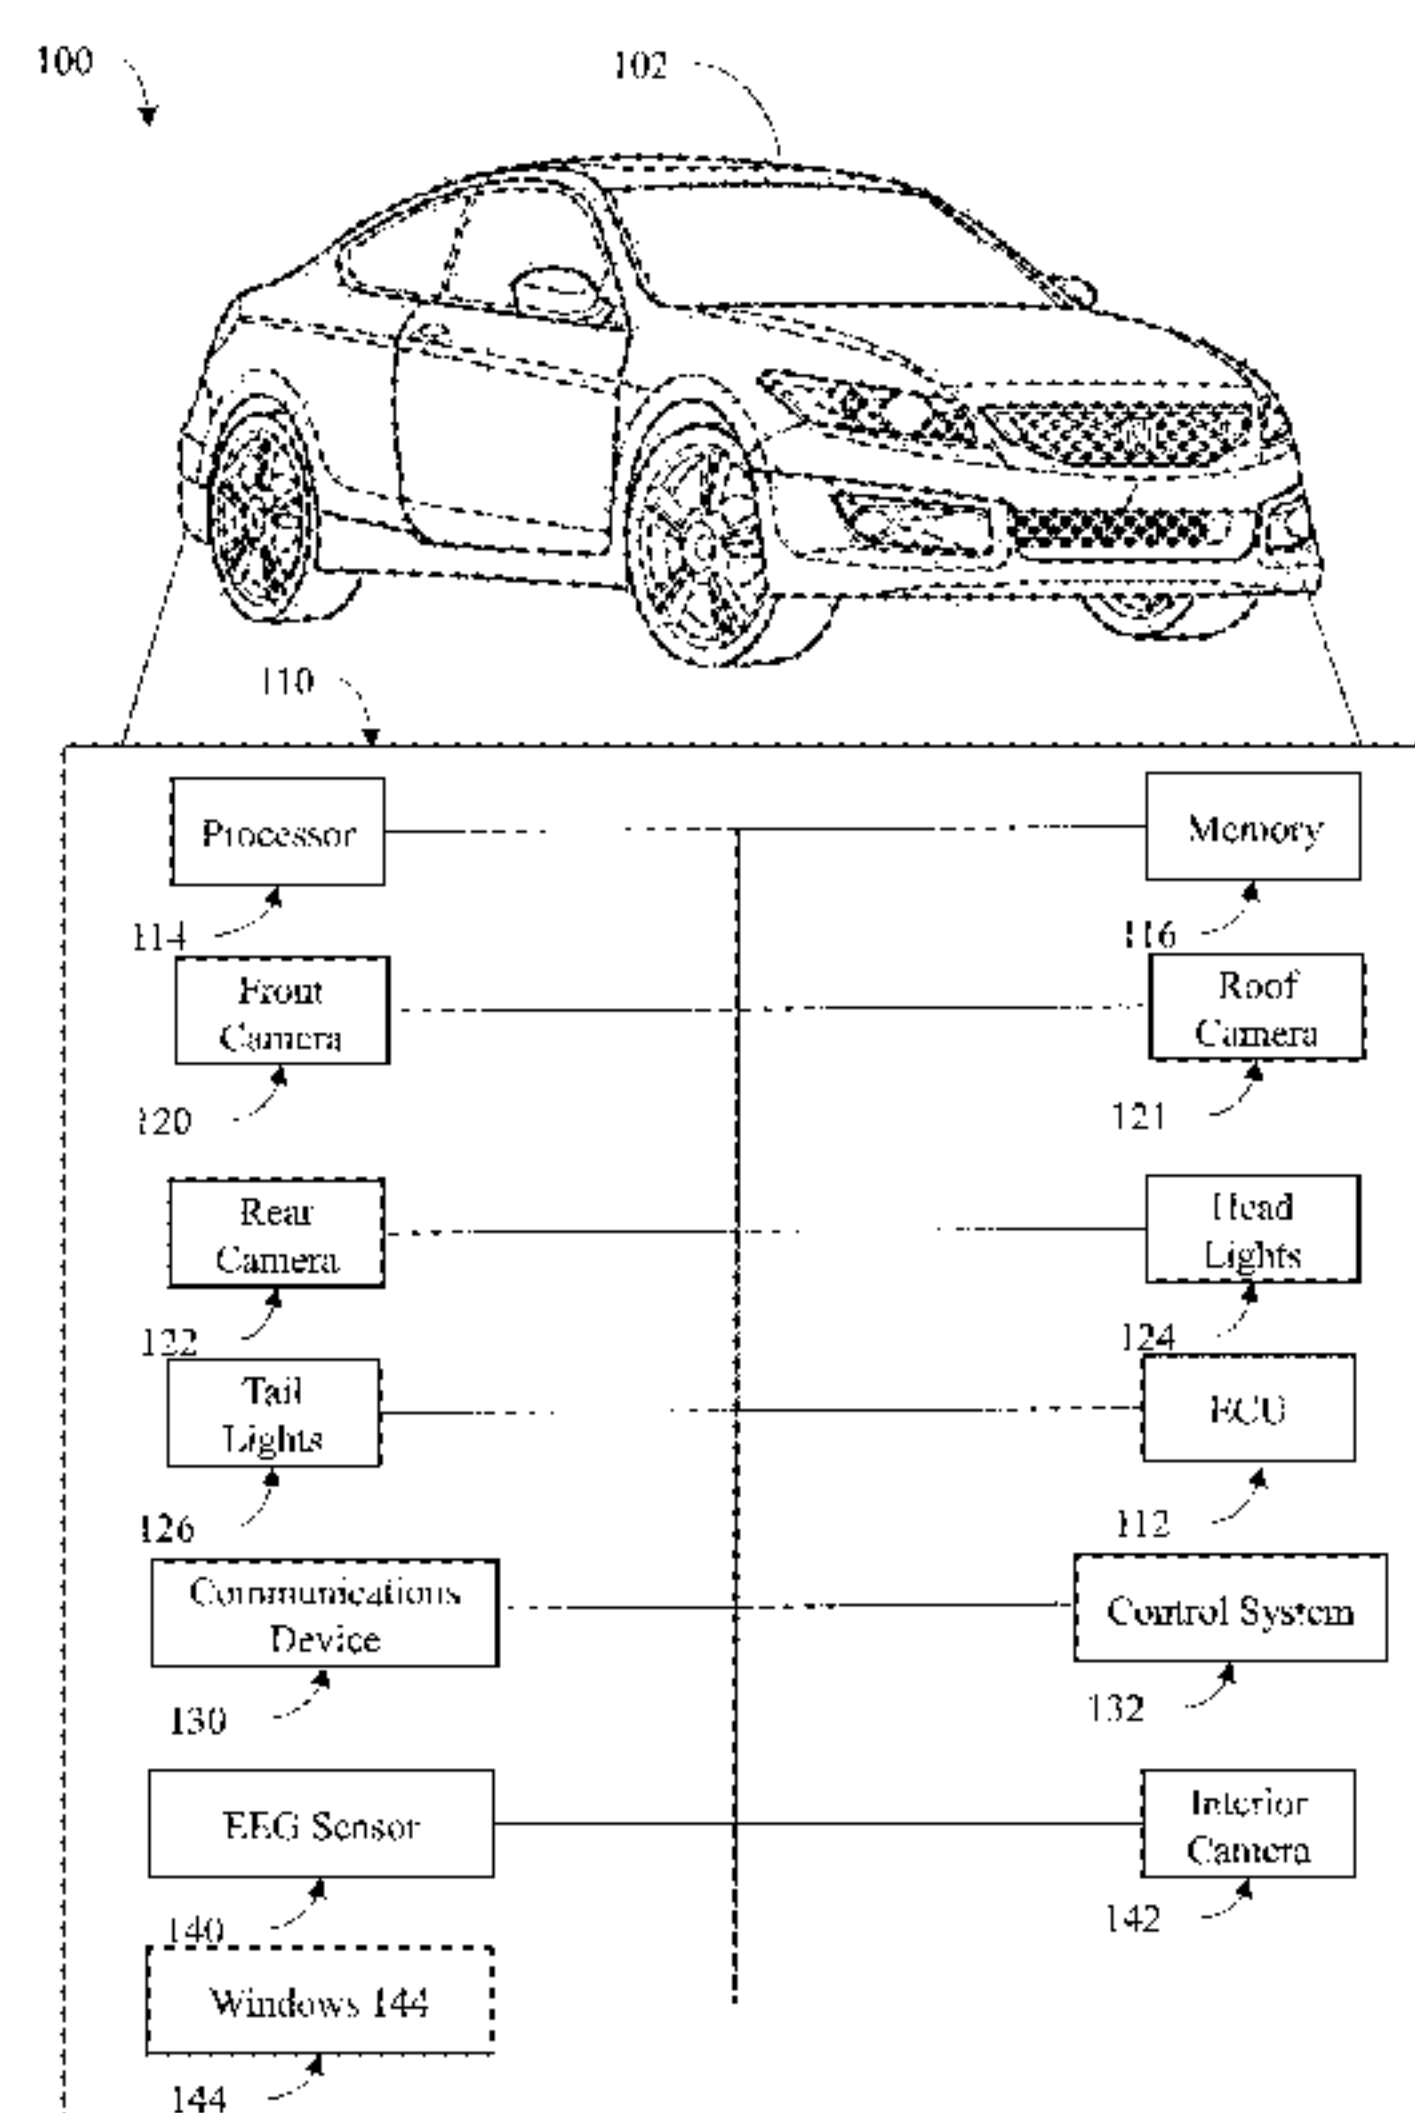 100
102
110
Processor
Memory
114
116
Front
Camera
Roof
Camera
120
121
Rear
Camera
Head
Lights
122
124
Tail
Lights
ECU
126
112
Communications
Device
Control System
130
132
EEG Sensor
Interior
Camera
140
142
Windows 144
144